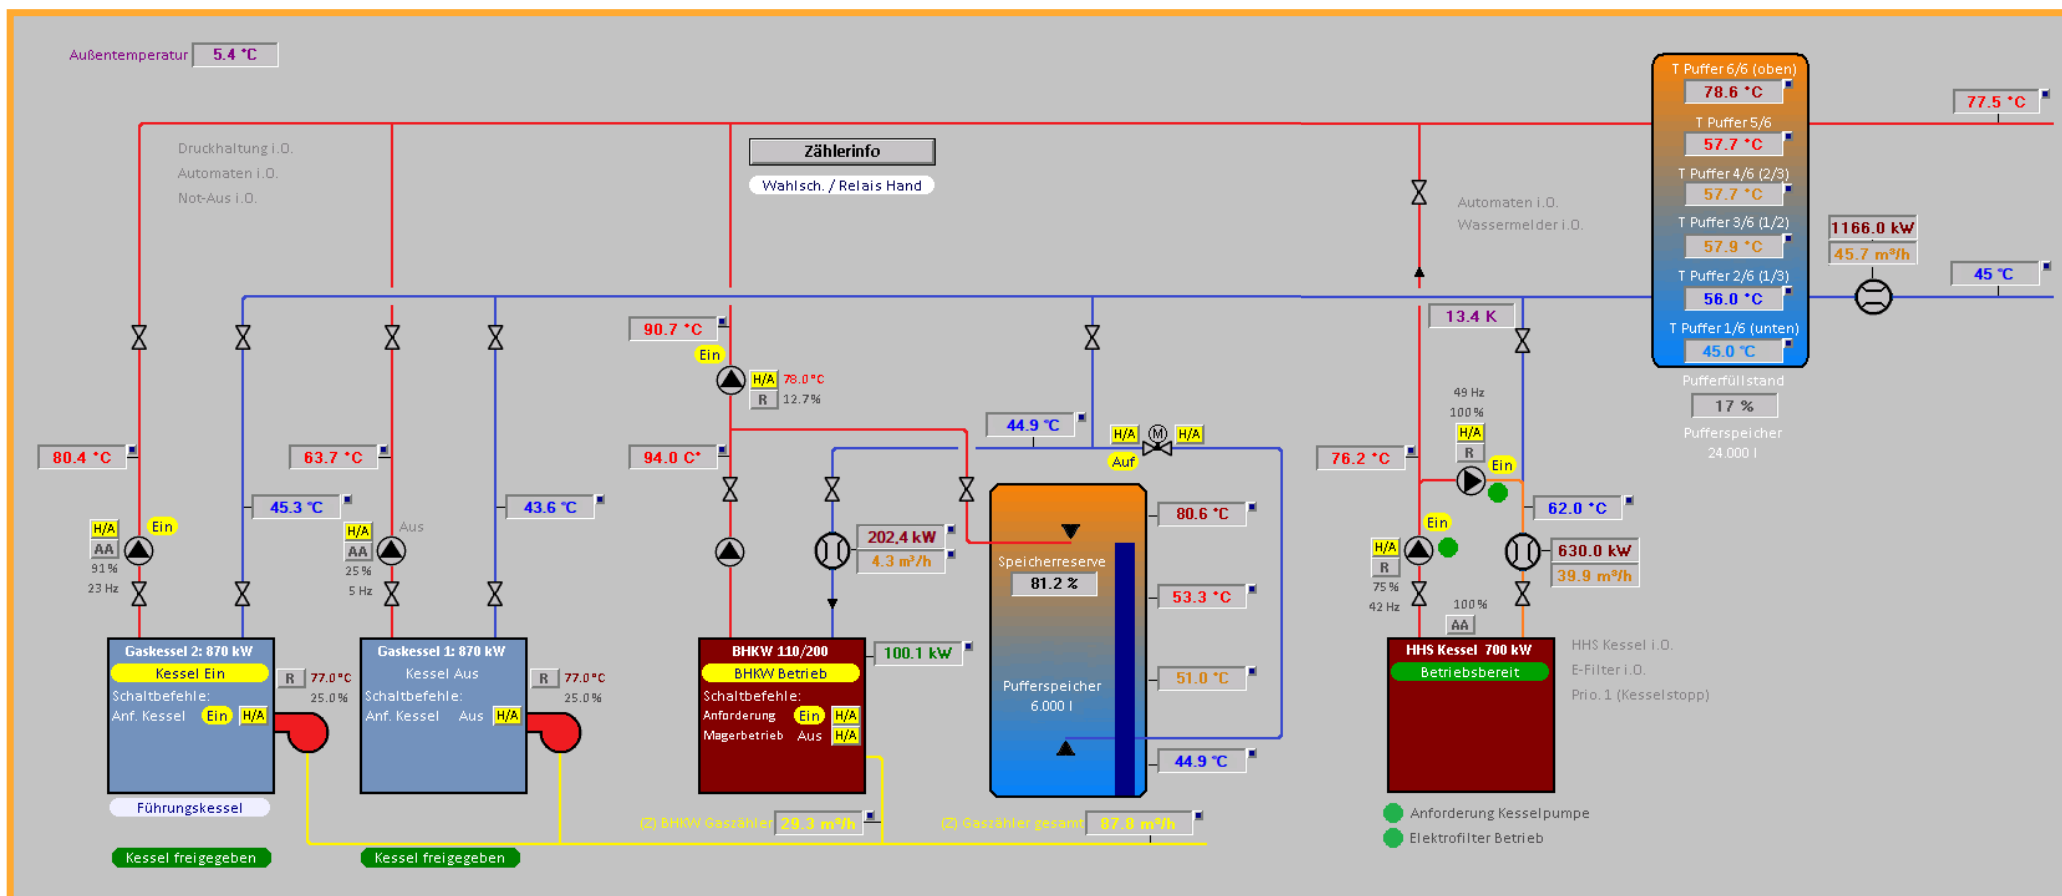 Außentemperatur 5.4 °C
T Puffer 6/6 (oben)
78.6 °C
77.5 °C
T Puffer 5/6
57.7 °C
Druckhaltung i.O.
Automaten i.O.
Not-Aus i.O.
Zählerinfo
Wahlsch. / Relais Hand
T Puffer 4/6 (2/3)
57.7 °C
Automaten i.O.
Wassermelder i.O.
T Puffer 3/6 (1/2)
57.9 °C
1166.0 kW
45.7 m³/h
T Puffer 2/6 (1/3)
56.0 °C
45 °C
T Puffer 1/6 (unten)
45.0 °C
Pufferfüllstand
17 %
Pufferspeicher
24.000 l
90.7 °C
Ein
H/A 78.0°C
R 12.7%
13.4 K
49 Hz
100%
H/A
R
Ein
44.9 °C
H/A M H/A
Auf
80.4 °C
63.7 °C
94.0 C°
76.2 °C
45.3 °C
43.6 °C
62.0 °C
H/A Ein
AA
91%
23 Hz
H/A Aus
AA
25%
5 Hz
202,4 kW
4.3 m³/h
80.6 °C
Speicherreserve
81.2 %
53.3 °C
51.0 °C
Pufferspeicher
6.000 l
44.9 °C
Ein
H/A
R
75%
42 Hz
630.0 kW
39.9 m³/h
100%
AA
Gaskessel 2: 870 kW
Kessel Ein
Schaltbefehle:
Anf. Kessel Ein H/A
R 77.0°C
25.0%
Führungskessel
Kessel freigegeben
Gaskessel 1: 870 kW
Kessel Aus
Schaltbefehle:
Anf. Kessel Aus H/A
R 77.0°C
25.0%
Kessel freigegeben
BHKW 110/200
BHKW Betrieb
Schaltbefehle:
Anforderung Ein H/A
Magerbetrieb Aus H/A
100.1 kW
(Z) BHKW Gaszähler 29.3 m³/h
(Z) Gaszähler gesamt 87.8 m³/h
HHS Kessel 700 kW
Betriebsbereit
HHS Kessel i.O.
E-Filter i.O.
Prio. 1 (Kesselstopp)
Anforderung Kesselpumpe
Elektrofilter Betrieb